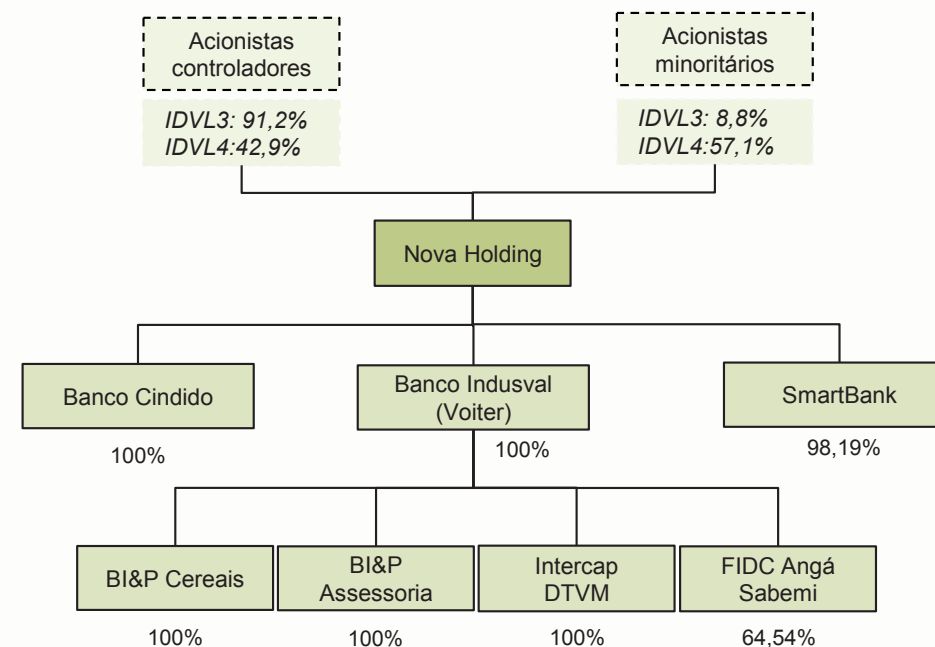 Acionistas
controladores
Acionistas
minoritários
IDVL3: 91,2%
IDVL4:42,9%
IDVL3: 8,8%
IDVL4:57,1%
Nova Holding
Banco Cindido
Banco Indusval
(Voiter)
SmartBank
100%
100%
98,19%
BI&P Cereais
BI&P
Assessoria
Intercap
DTVM
FIDC Angá
Sabemi
100%
100%
100%
64,54%